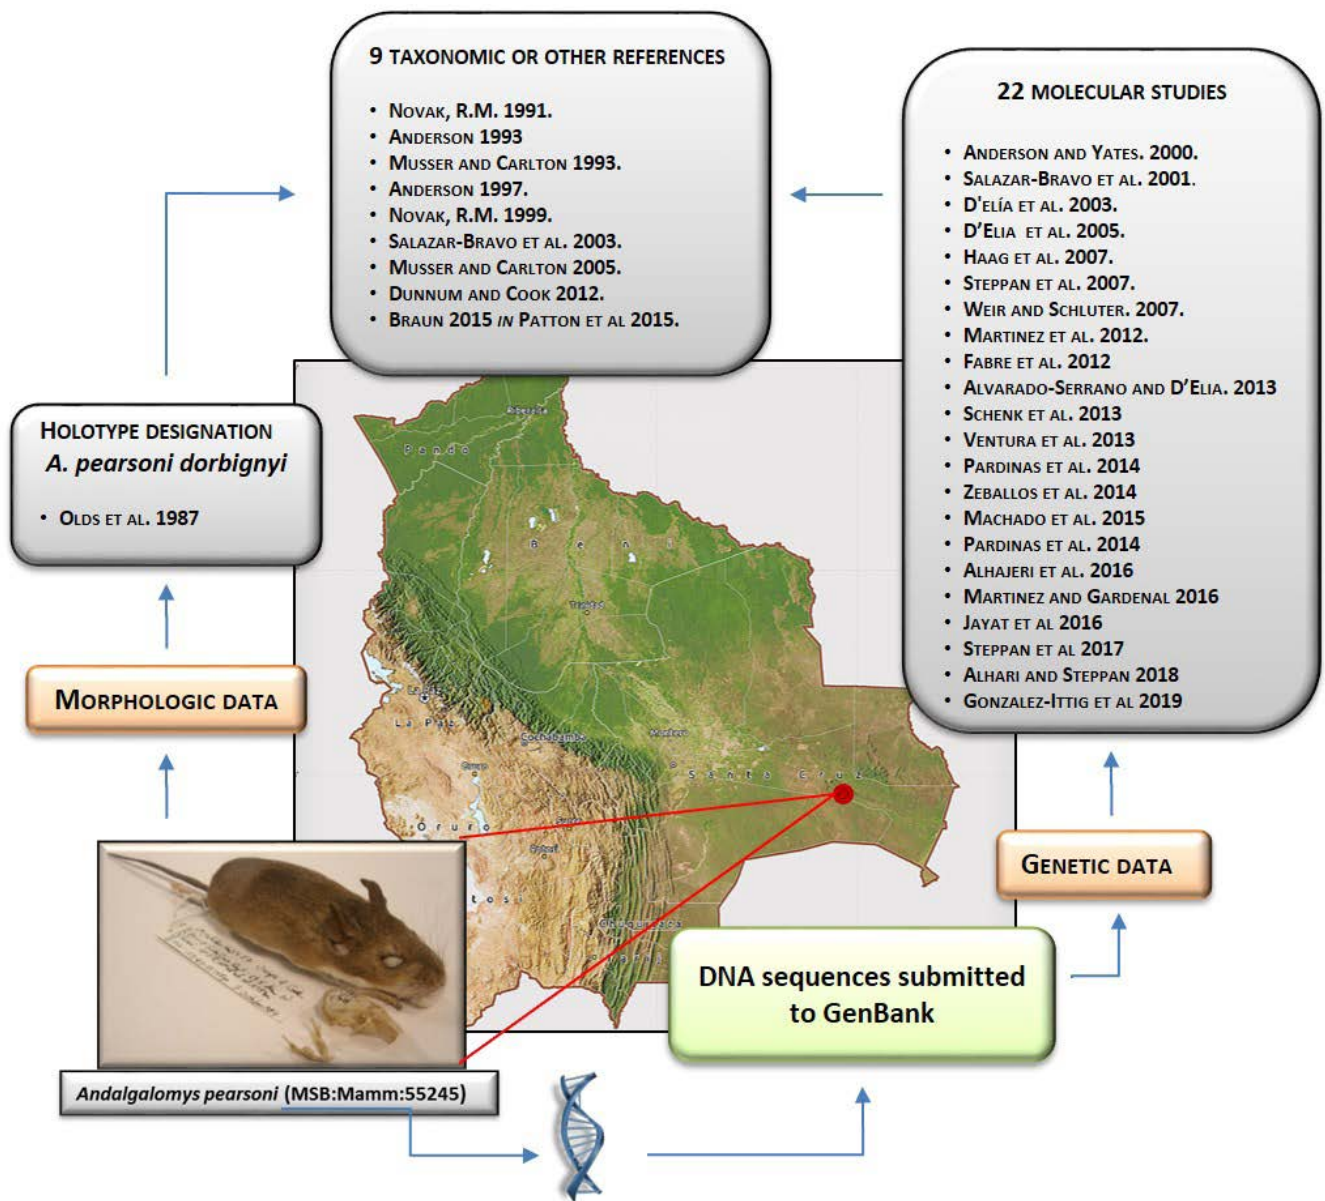 9 TAXONOMIC OR OTHER REFERENCES
• NOVAK, R.M. 1991.
• ANDERSON 1993
• MUSSER AND CARLTON 1993.
• ANDERSON 1997.
• NOVAK, R.M. 1999.
• SALAZAR-BRAVO ET AL. 2003.
• MUSSER AND CARLTON 2005.
• DUNNUM AND COOK 2012.
• BRAUN 2015 IN PATTON ET AL 2015.
22 MOLECULAR STUDIES
• ANDERSON AND YATES. 2000.
• SALAZAR-BRAVO ET AL. 2001.
• D'ELÍA ET AL. 2003.
• D'ELIA ET AL. 2005.
• HAAG ET AL. 2007.
• STEPPAN ET AL. 2007.
• WEIR AND SCHLUTER. 2007.
• MARTINEZ ET AL. 2012.
• FABRE ET AL. 2012
• ALVARADO-SERRANO AND D'ELIA. 2013
• SCHENK ET AL. 2013
• VENTURA ET AL. 2013
• PARDINAS ET AL. 2014
• ZEBALLOS ET AL. 2014
• MACHADO ET AL. 2015
• PARDINAS ET AL. 2014
• ALHAJERI ET AL. 2016
• MARTINEZ AND GARDENAL 2016
• JAYAT ET AL 2016
• STEPPAN ET AL 2017
• ALHARI AND STEPPAN 2018
• GONZALEZ-ITTIG ET AL 2019
HOLOTYPE DESIGNATION
A. pearsoni dorbignyi
• OLDS ET AL. 1987
MORPHOLOGIC DATA
GENETIC DATA
DNA sequences submitted
to GenBank
Andalgalomys pearsoni (MSB:Mamm:55245)
Riberalta
Pando
Beni
Trinidad
La Paz
La Paz
Cochabamba
Montero
Santa Cruz
Oruro
Sucre
Potosí
Chuquisaca